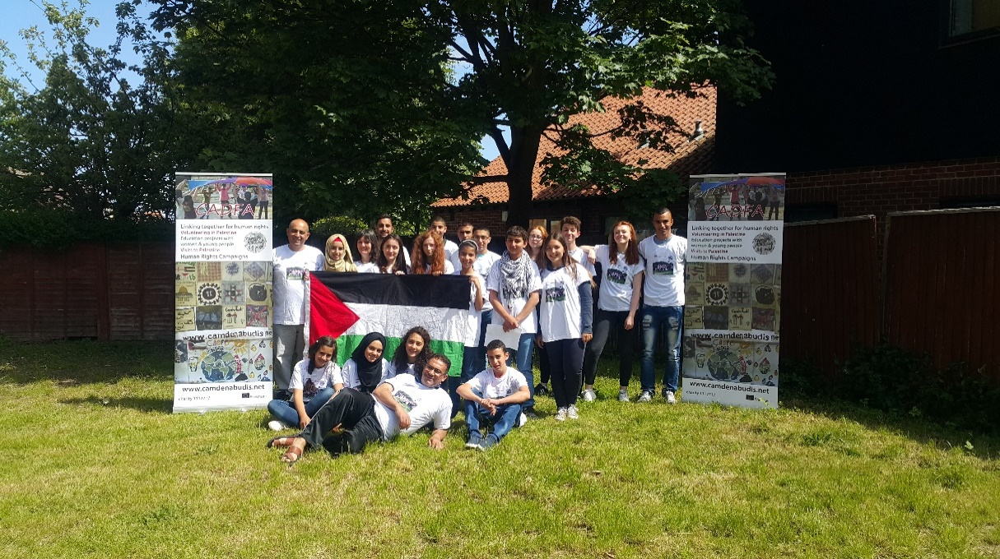 CADFA
Linking together for human rights
Volunteering in Palestine
Education projects with
women & young people
Visits to Palestine
Human Rights Campaigns
www.camdenabudis.net
www.camdenabudis.net
CADFA
Linking together for human rights
Volunteering in Palestine
Education projects with
women & young people
Visits to Palestine
Human Rights Campaigns
www.camdenabudis.net
www.camdenabudis.net